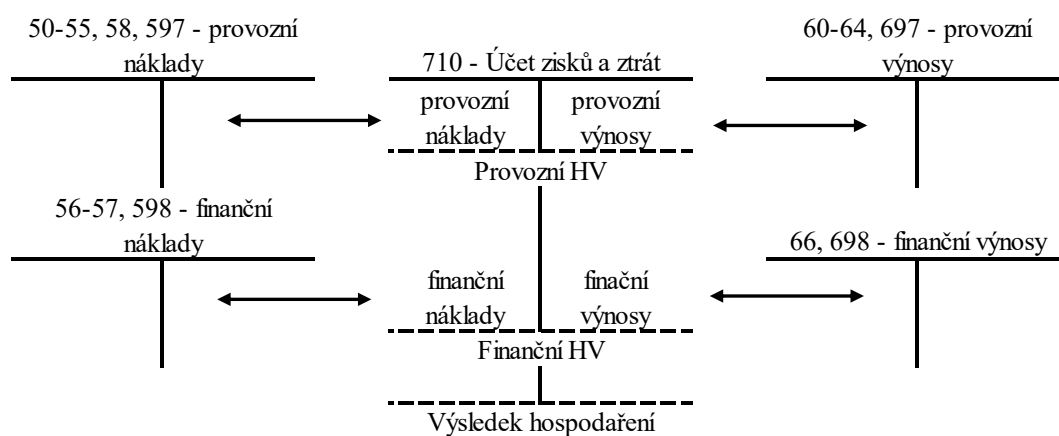 50-55, 58, 597 - provozní
náklady
710 - Účet zisků a ztrát
60-64, 697 - provozní
výnosy
provozní
náklady
provozní
výnosy
Provozní HV
56-57, 598 - finanční
náklady
66, 698 - finanční výnosy
finanční
náklady
finační
výnosy
Finanční HV
Výsledek hospodaření